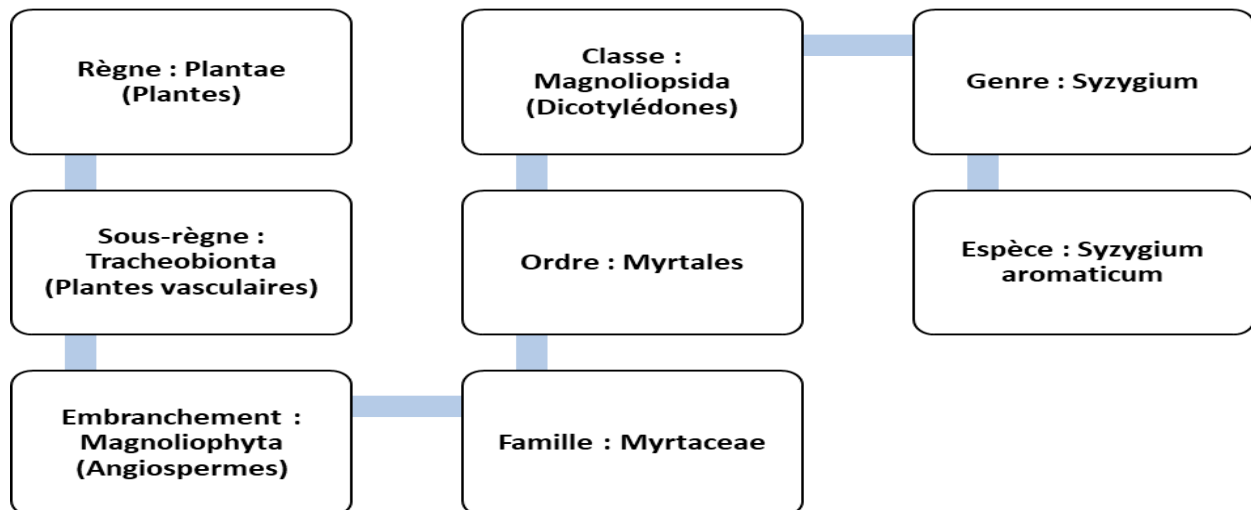 Règne : Plantae
(Plantes)
Sous-règne :
Tracheobionta
(Plantes vasculaires)
Embranchement :
Magnoliophyta
(Angiospermes)
Famille : Myrtaceae
Ordre : Myrtales
Classe :
Magnoliopsida
(Dicotylédones)
Genre : Syzygium
Espèce : Syzygium
aromaticum